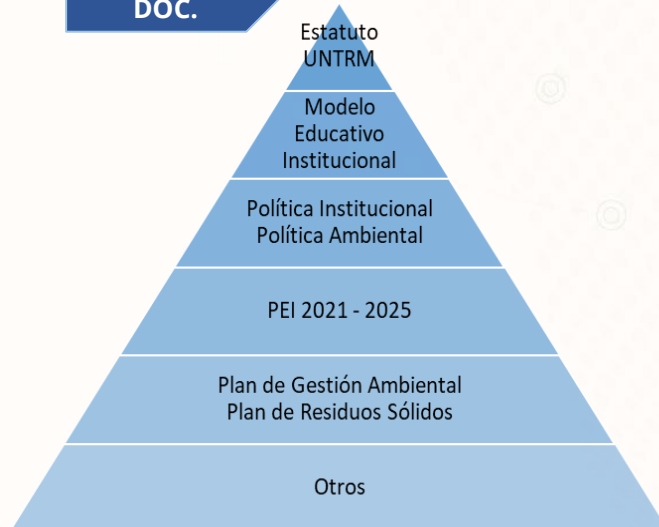 DOC.
Estatuto
UNTRM
Modelo
Educativo
Institucional
Política Institucional
Política Ambiental
PEI 2021 - 2025
Plan de Gestión Ambiental
Plan de Residuos Sólidos
Otros